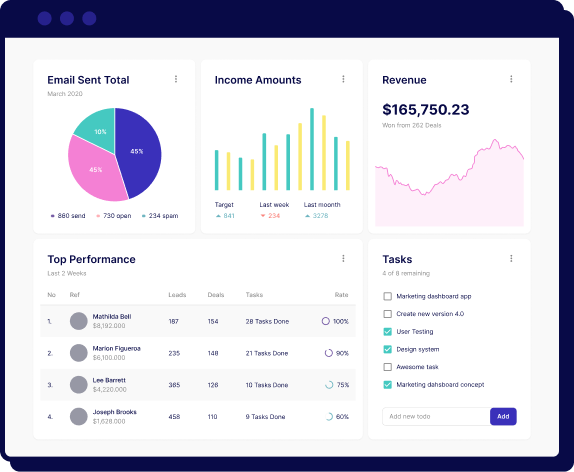 Email Sent Total
March 2020
10%
45%
45%
860 send 730 open 234 spam
Income Amounts
Target Last week Last moonth
841 234 3278
Revenue
$165,750.23
Won from 262 Deals
Top Performance
Last 2 Weeks
No Ref Leads Deals Tasks Rate
1. Mathilda Bell 187 154 28 Tasks Done 100%
$8,192.000
2. Marion Figueroa 235 148 21 Tasks Done 90%
$6,100.000
3. Lee Barrett 365 126 10 Tasks Done 75%
$4,220.000
4. Joseph Brooks 458 110 9 Tasks Done 60%
$1,628.000
Tasks
4 of 6 remaining
Marketing dashboard app
Create new version 4.0
User Testing
Design system
Awesome task
Marketing dahsboard concept
Add new todo Add